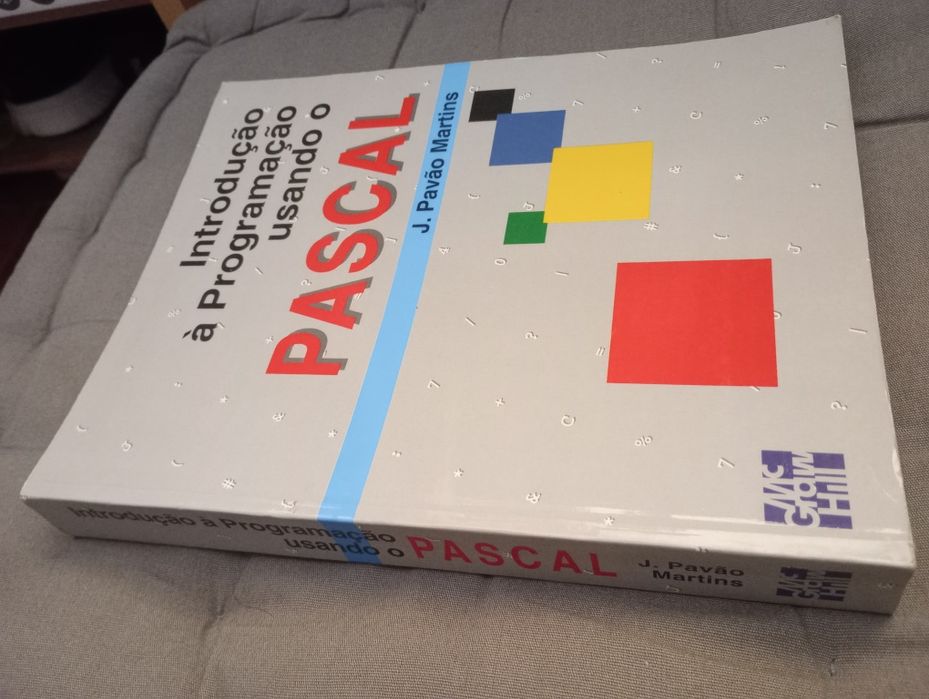 Introdução
à Programação
usando o
PASCAL
J. Pavão Martins
Mc
Graw
Hill
Introdução à Programação
usando o PASCAL
J. Pavão
Martins
Mc
Graw
Hill